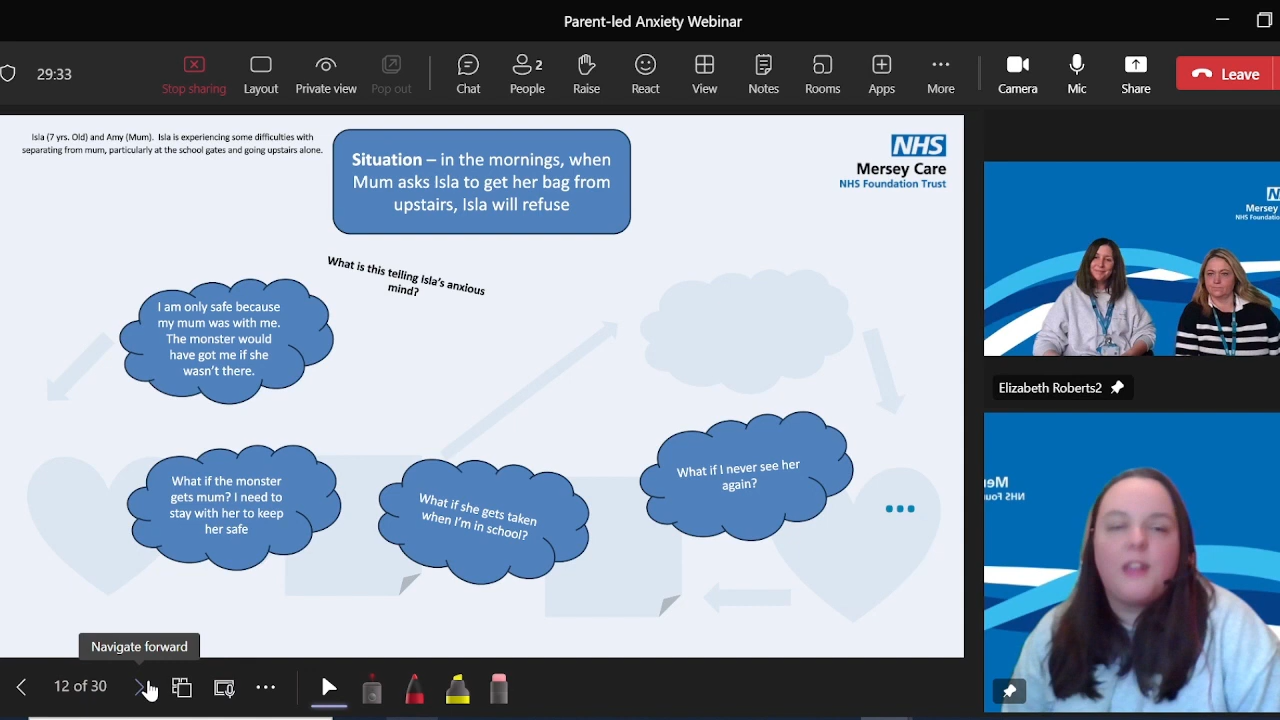 Parent-led Anxiety Webinar
29:33
Stop sharing
Layout
Private view
Pop out
Chat
2
People
Raise
React
View
Notes
Rooms
Apps
More
Camera
Mic
Share
Leave
Isla (7 yrs. Old) and Amy (Mum). Isla is experiencing some difficulties with
separating from mum, particularly at the school gates and going upstairs alone.
Situation – in the mornings, when
Mum asks Isla to get her bag from
upstairs, Isla will refuse
NHS
Mersey Care
NHS Foundation Trust
What is this telling isla's anxious
mind?
I am only safe because
my mum was with me.
The monster would
have got me if she
wasn't there.
What if the monster
gets mum? I need to
stay with her to keep
her safe
What if she gets taken
when I'm in school?
What if I never see her
again?
Mersey
NHS Foundatio
Elizabeth Roberts2
Navigate forward
12 of 30